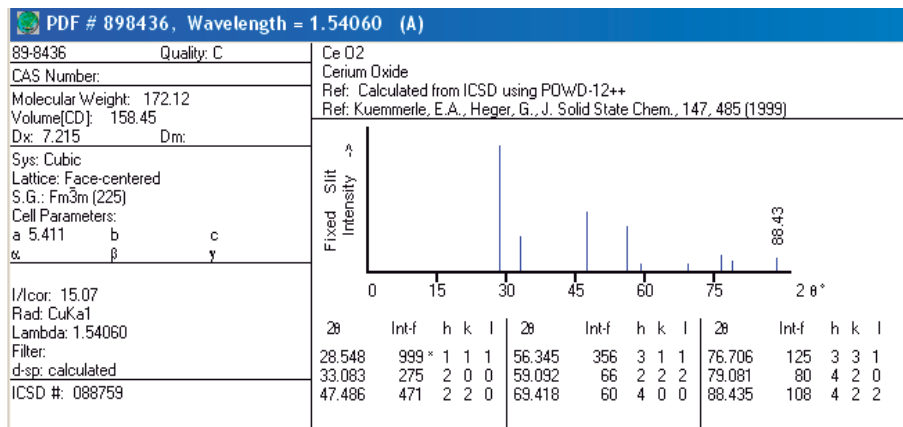 PDF # 898436, Wavelength = 1.54060 (A)
89-8436 Quality: C
CAS Number:
Molecular Weight: 172.12
Volume[CD]: 158.45
Dx: 7.215 Dm:
Sys: Cubic
Lattice: Face-centered
S.G.: Fm3̅m (225)
Cell Parameters:
a 5.411 b c
α β γ
I/Icor: 15.07
Rad: CuKa1
Lambda: 1.54060
Filter:
d-sp: calculated
ICSD #: 088759
Ce O2
Cerium Oxide
Ref: Calculated from ICSD using POWD-12++
Ref: Kuemmerle, E.A., Heger, G., J. Solid State Chem., 147, 485 (1999)
Fixed Slit
Intensity ->
88.43
0 15 30 45 60 75 2 θ°
2θ Int-f h k l 2θ Int-f h k l 2θ Int-f h k l
28.548 999 * 1 1 1 56.345 356 3 1 1 76.706 125 3 3 1
33.083 275 2 0 0 59.092 66 2 2 2 79.081 80 4 2 0
47.486 471 2 2 0 69.418 60 4 0 0 88.435 108 4 2 2